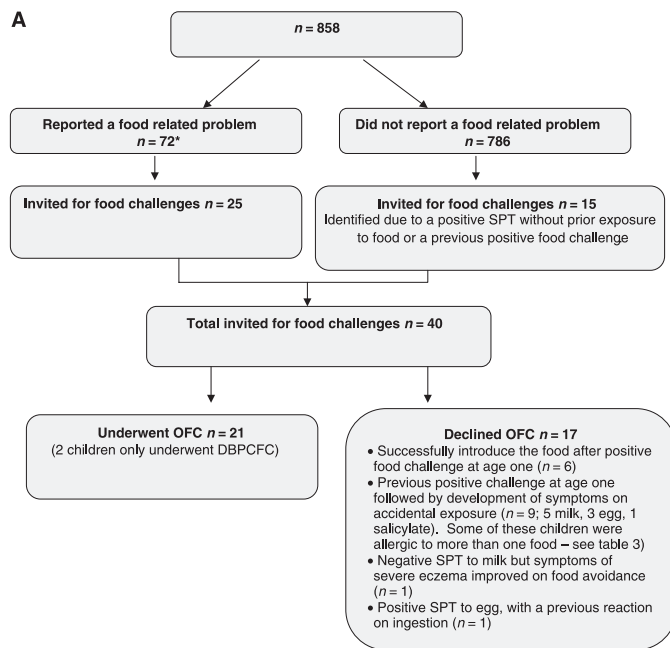 A
n = 858
Reported a food related problem
n = 72*
Did not report a food related problem
n = 786
Invited for food challenges n = 25
Invited for food challenges n = 15
Identified due to a positive SPT without prior exposure
to food or a previous positive food challenge
Total invited for food challenges n = 40
Underwent OFC n = 21
(2 children only underwent DBPCFC)
Declined OFC n = 17
• Successfully introduce the food after positive
food challenge at age one (n = 6)
• Previous positive challenge at age one
followed by development of symptoms on
accidental exposure (n = 9; 5 milk, 3 egg, 1
salicylate). Some of these children were
allergic to more than one food – see table 3)
• Negative SPT to milk but symptoms of
severe eczema improved on food avoidance
(n = 1)
• Positive SPT to egg, with a previous reaction
on ingestion (n = 1)